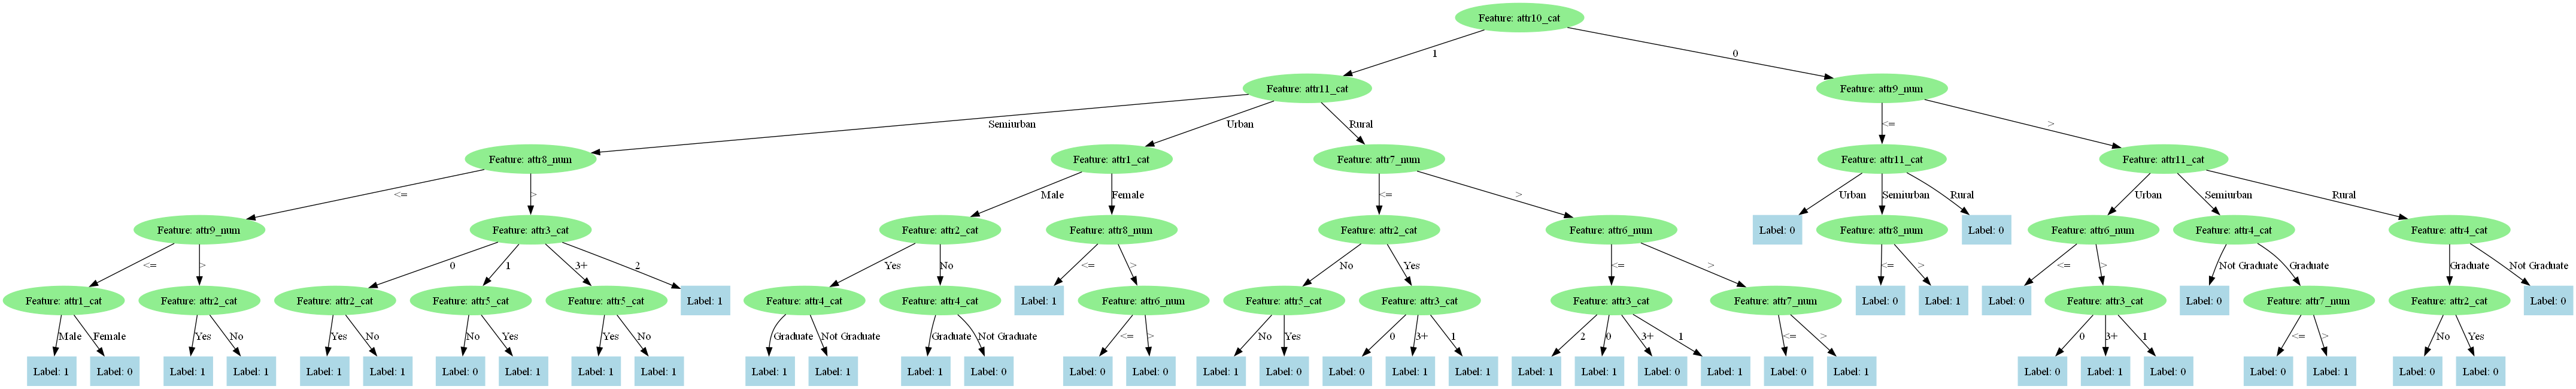 Feature: attr10_cat
1
0
Feature: attr11_cat
Feature: attr9_num
Semiurban
Urban
Rural
<=
>
Feature: attr8_num
Feature: attr1_cat
Feature: attr7_num
Feature: attr11_cat
Feature: attr11_cat
<=
>
Male
Female
<=
>
Urban
Semiurban
Rural
Urban
Semiurban
Rural
Feature: attr9_num
Feature: attr3_cat
Feature: attr2_cat
Feature: attr8_num
Feature: attr2_cat
Feature: attr6_num
Label: 0
Feature: attr8_num
Label: 0
Feature: attr6_num
Feature: attr4_cat
Feature: attr4_cat
<=
>
0
1
3+
2
Yes
No
<=
>
No
Yes
<=
>
<=
>
<=
>
Not Graduate
Graduate
Graduate
Not Graduate
Feature: attr1_cat
Feature: attr2_cat
Feature: attr2_cat
Feature: attr5_cat
Feature: attr5_cat
Label: 1
Feature: attr4_cat
Feature: attr4_cat
Label: 1
Feature: attr6_num
Feature: attr5_cat
Feature: attr3_cat
Feature: attr3_cat
Feature: attr7_num
Label: 0
Label: 1
Label: 0
Feature: attr3_cat
Label: 0
Feature: attr7_num
Feature: attr2_cat
Label: 0
Male
Female
Yes
No
Yes
No
No
Yes
Yes
No
Graduate
Not Graduate
Graduate
Not Graduate
<=
>
No
Yes
0
3+
1
2
0
3+
1
<=
>
0
3+
1
<=
>
No
Yes
Label: 1
Label: 0
Label: 1
Label: 1
Label: 1
Label: 1
Label: 0
Label: 1
Label: 1
Label: 1
Label: 1
Label: 1
Label: 1
Label: 0
Label: 0
Label: 0
Label: 1
Label: 0
Label: 0
Label: 1
Label: 1
Label: 1
Label: 1
Label: 0
Label: 1
Label: 0
Label: 1
Label: 0
Label: 1
Label: 0
Label: 0
Label: 1
Label: 0
Label: 0